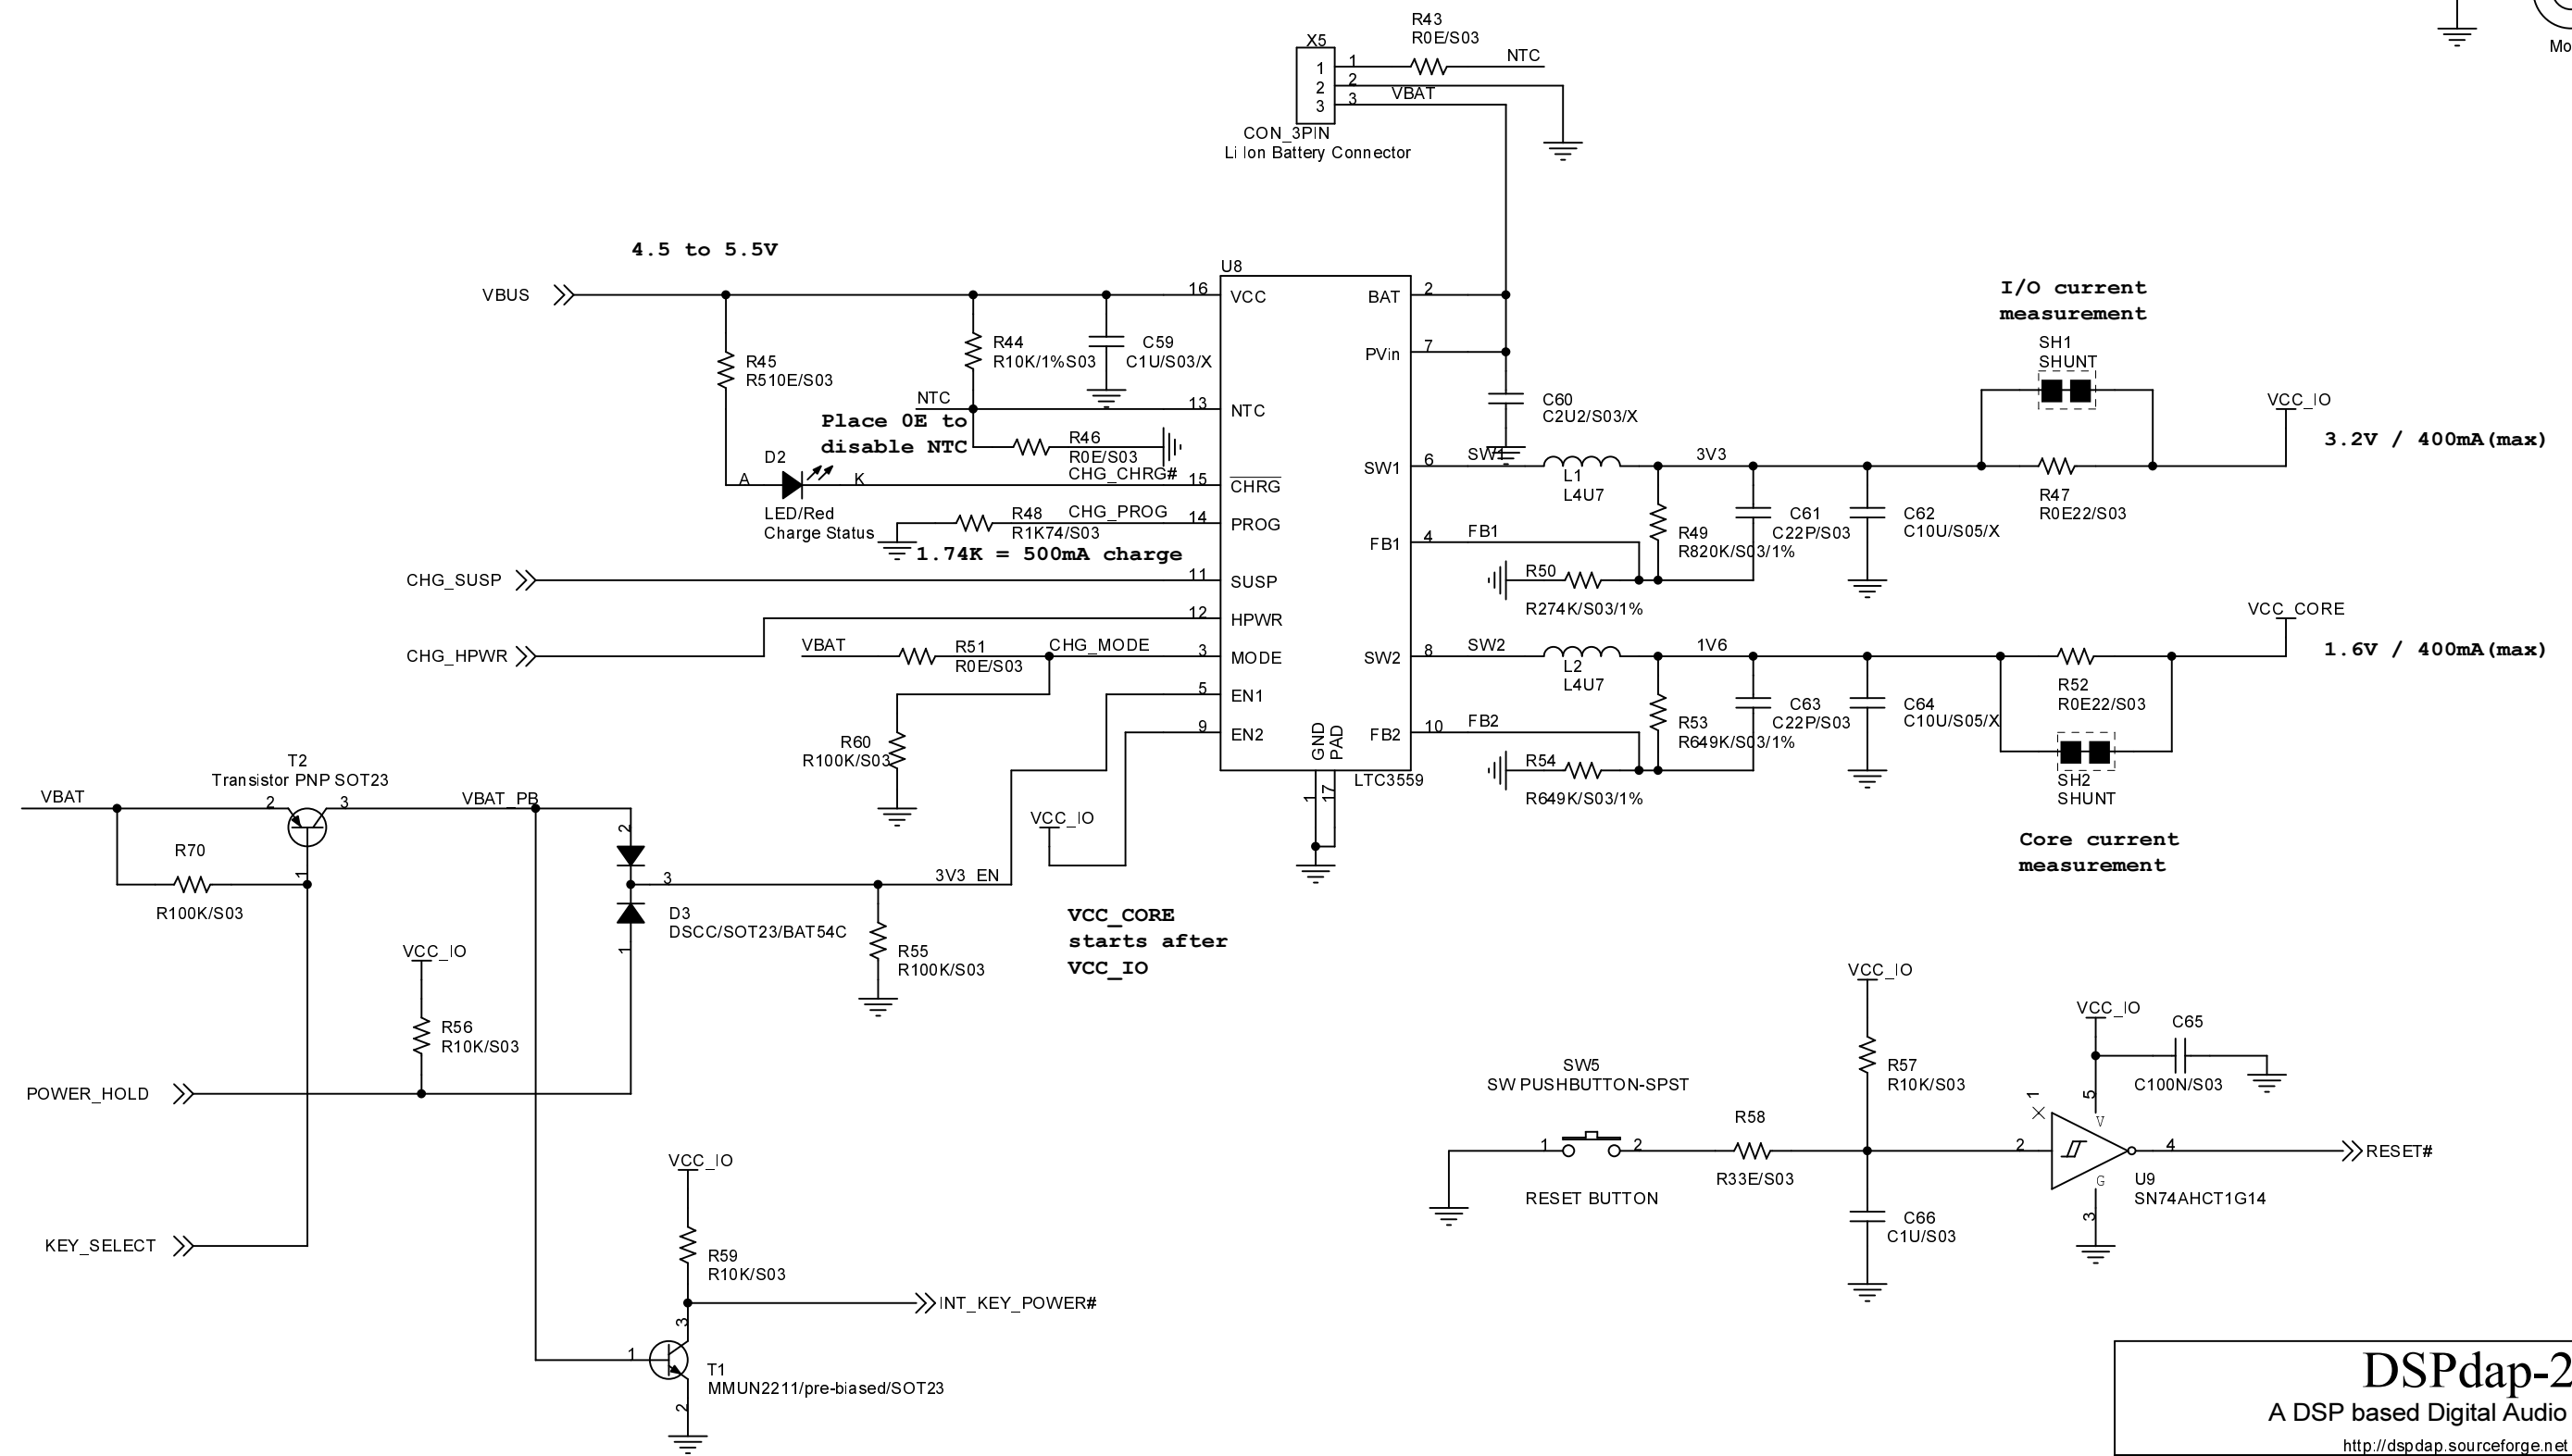 R43
R0E/S03
X5
1
2
3
1
2
3
NTC
VBAT
CON_3PIN
Li Ion Battery Connector
Mo
4.5 to 5.5V
VBUS
U8
16
VCC
BAT
2
PVin
7
R45
R510E/S03
R44
R10K/1%S03
C59
C1U/S03/X
NTC
13
NTC
Place 0E to
disable NTC
R46
R0E/S03
C60
C2U2/S03/X
D2
A
K
CHG_CHRG#
15
CHRG
LED/Red
Charge Status
R48
R1K74/S03
CHG_PROG
14
PROG
1.74K = 500mA charge
CHG_SUSP
11
SUSP
12
HPWR
CHG_HPWR
VBAT
R51
R0E/S03
CHG_MODE
3
MODE
5
EN1
9
EN2
R60
R100K/S03
GND
PAD
1
17
LTC3559
SW1
6
SW1
L1
L4U7
3V3
FB1
4
FB1
R49
R820K/S03/1%
R50
R274K/S03/1%
C61
C22P/S03
C62
C10U/S05/X
I/O current
measurement
SH1
SHUNT
R47
R0E22/S03
VCC_IO
3.2V / 400mA(max)
SW2
8
SW2
L2
L4U7
1V6
FB2
10
FB2
R53
R649K/S03/1%
R54
R649K/S03/1%
C63
C22P/S03
C64
C10U/S05/X
R52
R0E22/S03
SH2
SHUNT
VCC_CORE
1.6V / 400mA(max)
Core current
measurement
T2
Transistor PNP SOT23
VBAT
2
3
1
VBAT_PB
R70
R100K/S03
2
3
1
D3
DSCC/SOT23/BAT54C
3V3_EN
R55
R100K/S03
VCC_IO
VCC_CORE
starts after
VCC_IO
VCC_IO
R56
R10K/S03
POWER_HOLD
KEY_SELECT
VCC_IO
R59
R10K/S03
INT_KEY_POWER#
3
1
2
T1
MMUN2211/pre-biased/SOT23
SW5
SW PUSHBUTTON-SPST
1
2
RESET BUTTON
R58
R33E/S03
VCC_IO
R57
R10K/S03
C66
C1U/S03
VCC_IO
C65
C100N/S03
1
5
V
2
4
G
3
U9
SN74AHCT1G14
RESET#
DSPdap-2
A DSP based Digital Audio
http://dspdap.sourceforge.net